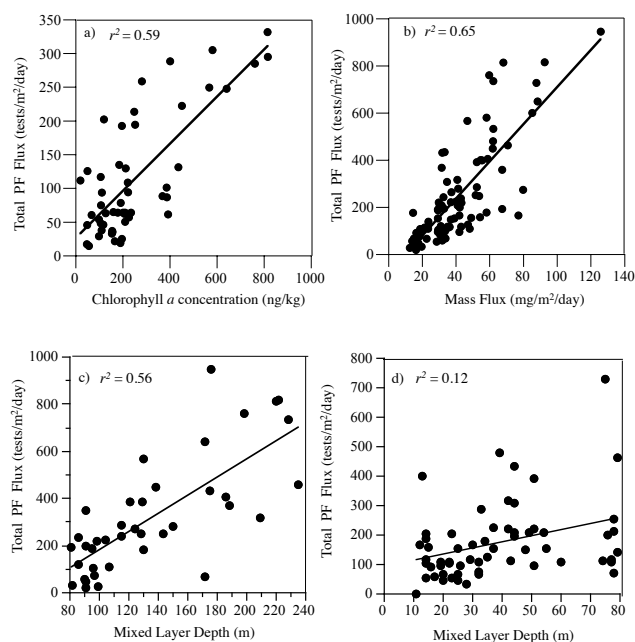 a) r² = 0.59
350
300
250
200
150
100
50
0
Total PF Flux (tests/m²/day)
0 200 400 600 800 1000
Chlorophyll a concentration (ng/kg)
b) r² = 0.65
1000
800
600
400
200
0
Total PF Flux (tests/m²/day)
0 20 40 60 80 100 120 140
Mass Flux (mg/m²/day)
c) r² = 0.56
1000
800
600
400
200
0
Total PF Flux (tests/m²/day)
80 100 120 140 160 180 200 220 240
Mixed Layer Depth (m)
d) r² = 0.12
800
700
600
500
400
300
200
100
0
Total PF Flux (tests/m²/day)
0 10 20 30 40 50 60 70 80
Mixed Layer Depth (m)